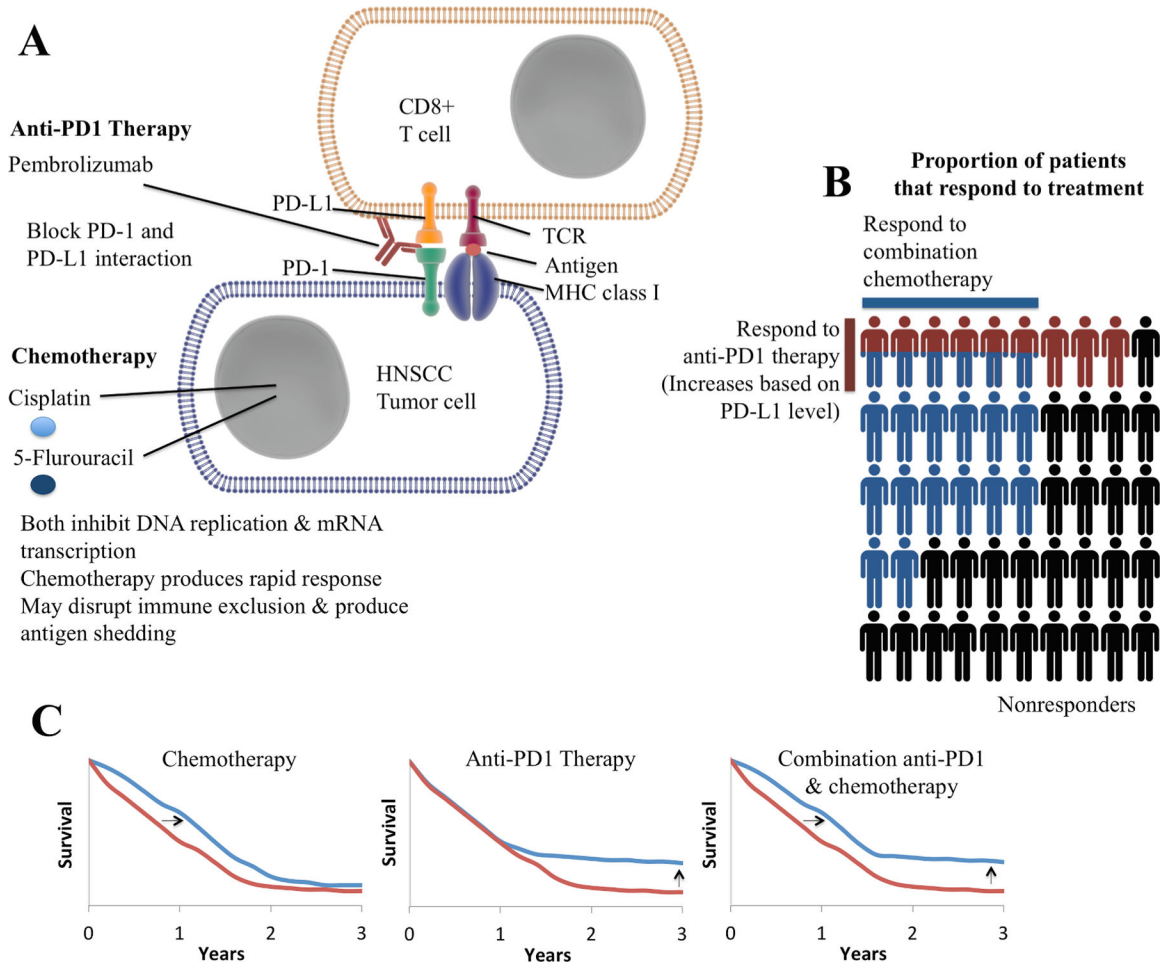 A
Anti-PD1 Therapy
Pembrolizumab
Block PD-1 and
PD-L1 interaction
CD8+
T cell
PD-L1
TCR
Antigen
PD-1
MHC class I
Chemotherapy
Cisplatin
5-Flurouracil
HNSCC
Tumor cell
Both inhibit DNA replication & mRNA
transcription
Chemotherapy produces rapid response
May disrupt immune exclusion & produce
antigen shedding
B
Proportion of patients
that respond to treatment
Respond to
combination
chemotherapy
Respond to
anti-PD1 therapy
(Increases based on
PD-L1 level)
Nonresponders
C
Chemotherapy
Survival
0 1 2 3
Years
Anti-PD1 Therapy
Survival
0 1 2 3
Years
Combination anti-PD1
& chemotherapy
Survival
0 1 2 3
Years